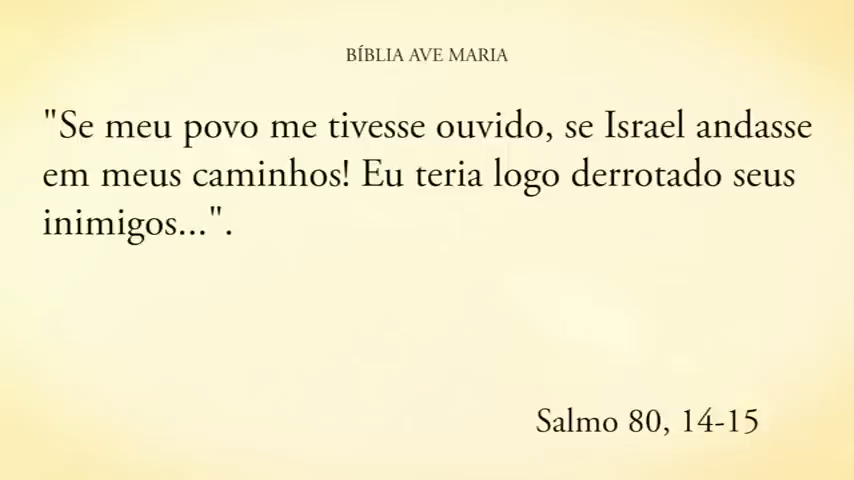 BÍBLIA AVE MARIA
"Se meu povo me tivesse ouvido, se Israel andasse
em meus caminhos! Eu teria logo derrotado seus
inimigos...".
Salmo 80, 14-15